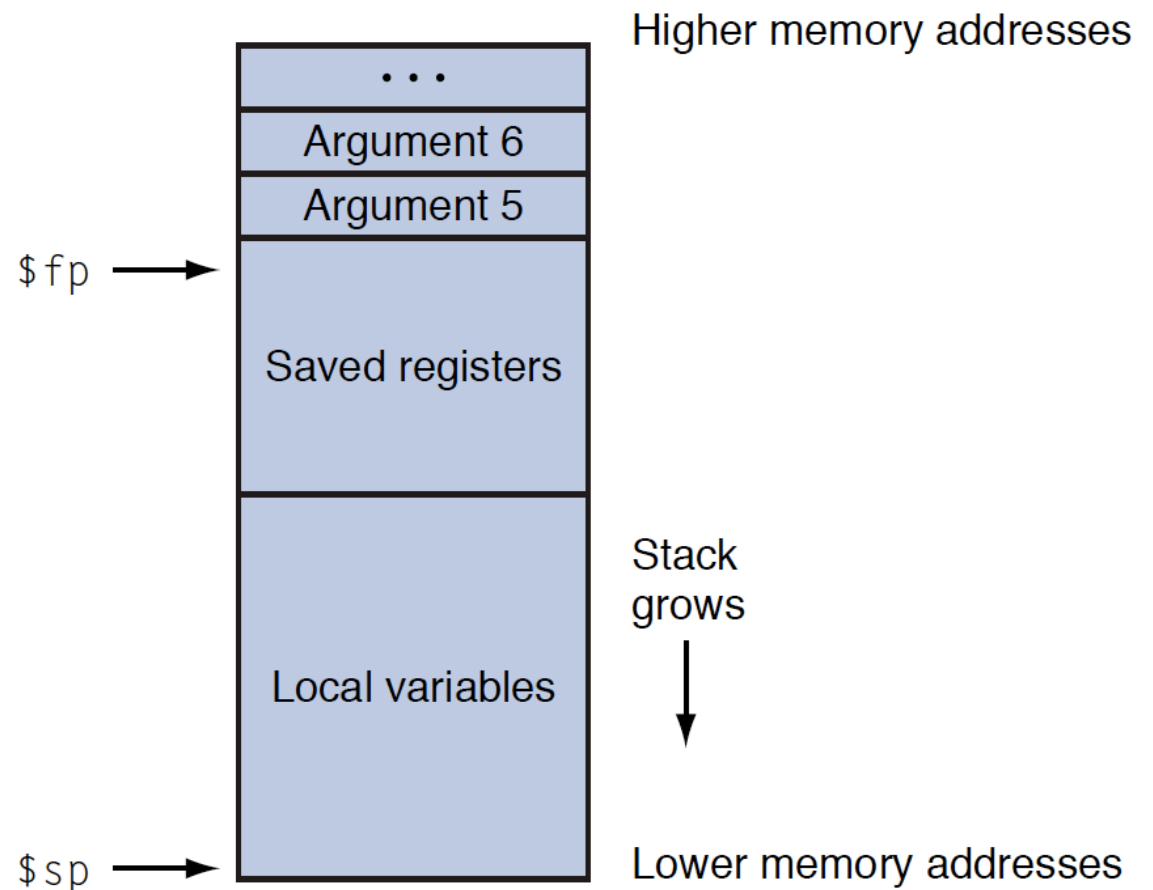 Higher memory addresses
. . .
Argument 6
Argument 5
$fp
Saved registers
Stack
grows
Local variables
$sp
Lower memory addresses